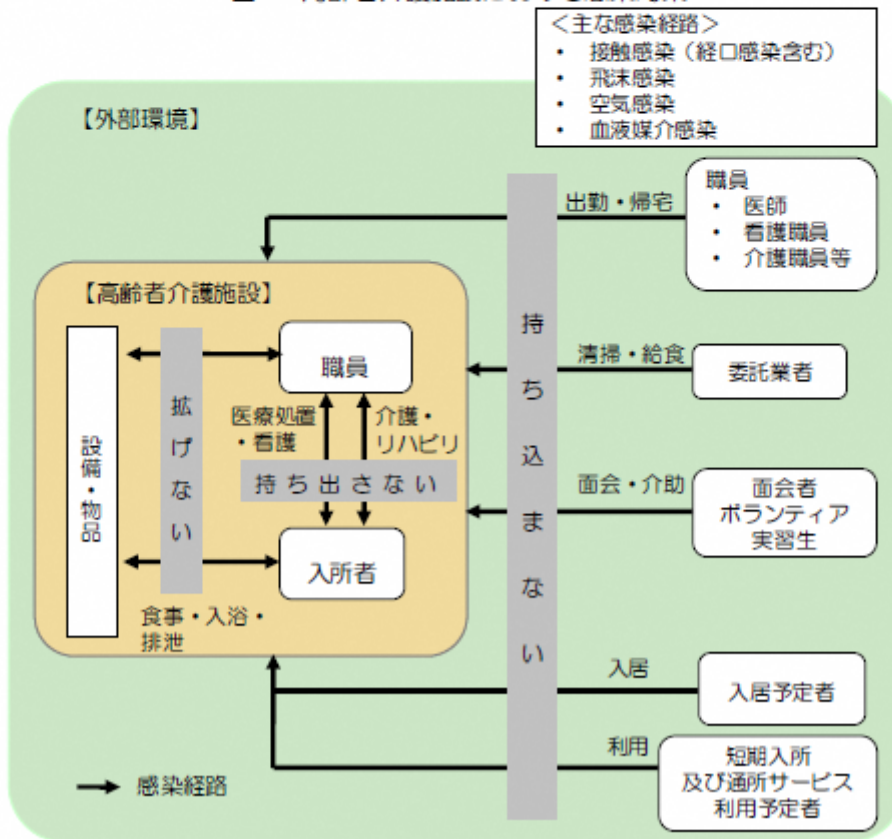 ＜主な感染経路＞
・ 接触感染（経口感染含む）
・ 飛沫感染
・ 空気感染
・ 血液媒介感染
【外部環境】
職員
・ 医師
・ 看護職員
・ 介護職員等
出勤・帰宅
【高齢者介護施設】
持ち込まない
職員
清掃・給食
委託業者
拡げない
医療処置
・看護
介護・
リハビリ
設備・物品
持ち出さない
面会・介助
面会者
ボランティア
実習生
入所者
食事・入浴・
排泄
入居
入居予定者
利用
短期入所
及び通所サービス
利用予定者
感染経路